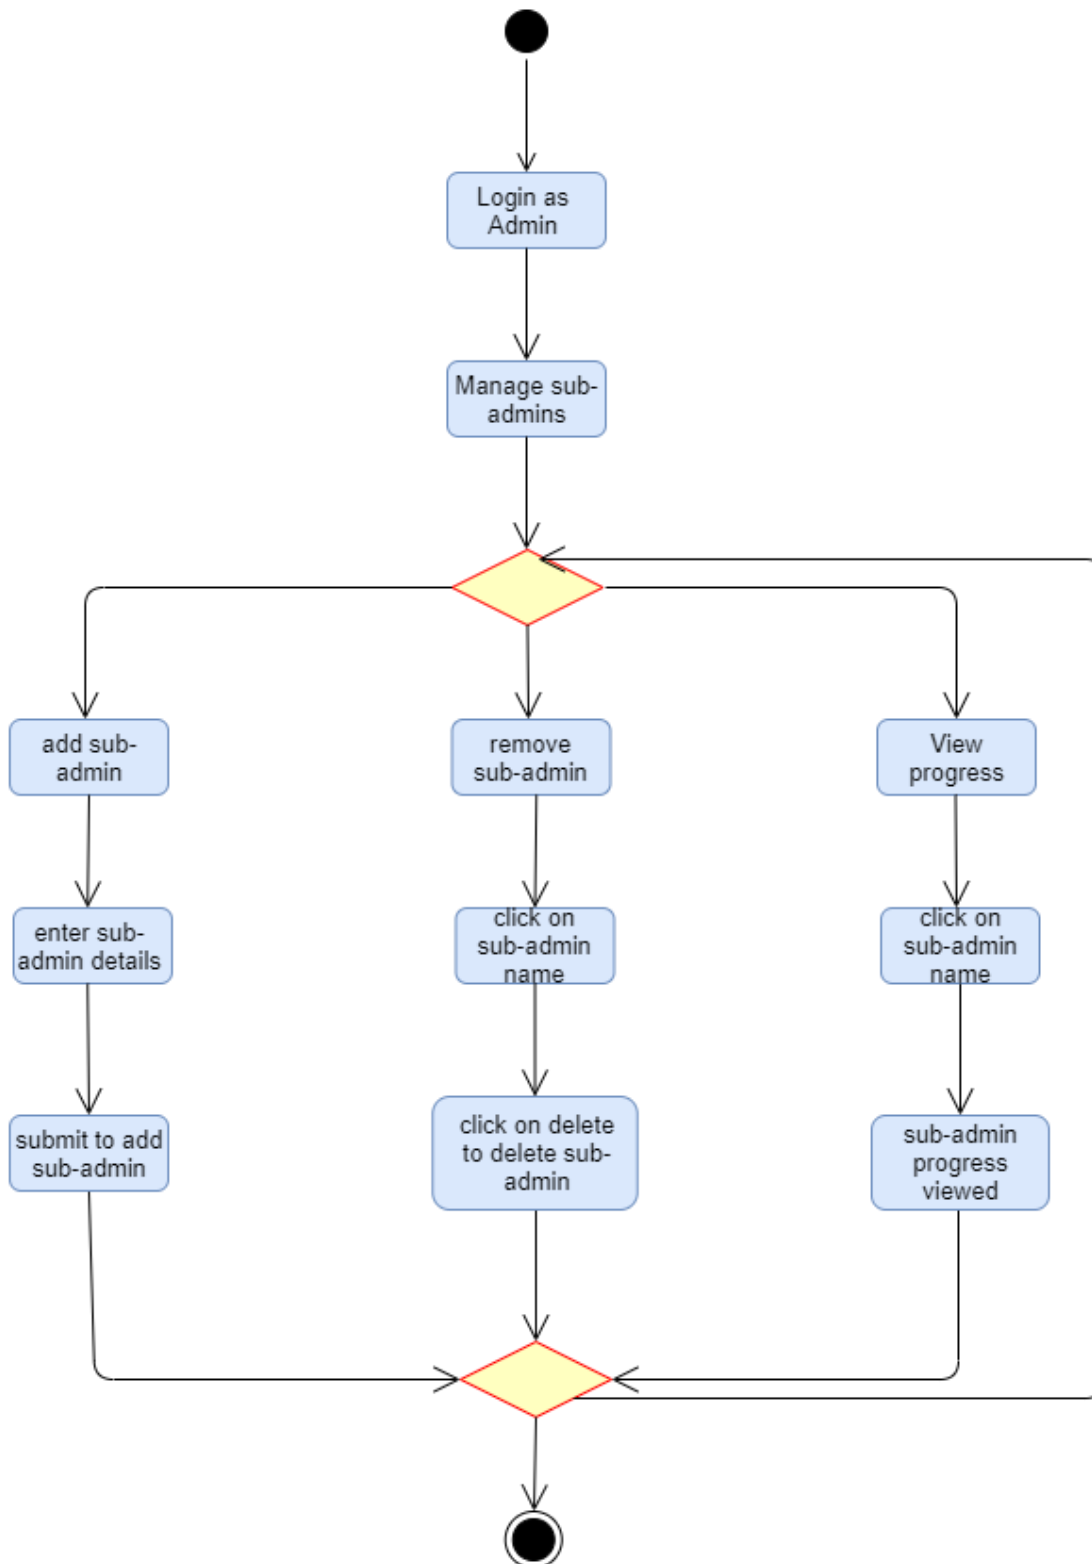 Login as
Admin
Manage sub-
admins
add sub-
admin
remove
sub-admin
View
progress
enter sub-
admin details
click on
sub-admin
name
click on
sub-admin
name
submit to add
sub-admin
click on delete
to delete sub-
admin
sub-admin
progress
viewed